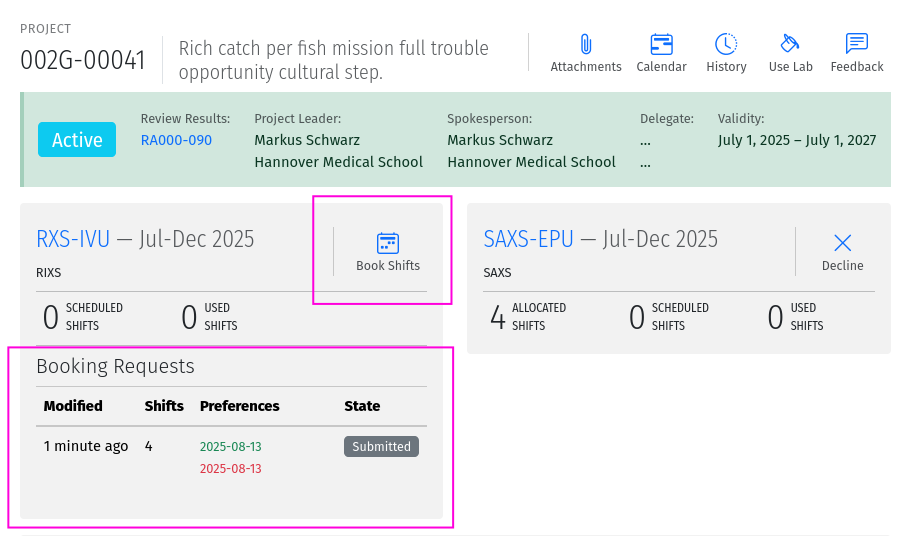 PROJECT
002G-00041
Rich catch per fish mission full trouble
opportunity cultural step.
Attachments
Calendar
History
Use Lab
Feedback
Active
Review Results:
RA000-090
Project Leader:
Markus Schwarz
Hannover Medical School
Spokesperson:
Markus Schwarz
Hannover Medical School
Delegate:
...
...
Validity:
July 1, 2025 – July 1, 2027
RXS-IVU — Jul-Dec 2025
RIXS
Book Shifts
0 SCHEDULED SHIFTS
0 USED SHIFTS
Booking Requests
Modified Shifts Preferences State
1 minute ago 4 2025-08-13 Submitted
2025-08-13
SAXS-EPU — Jul-Dec 2025
SAXS
Decline
4 ALLOCATED SHIFTS
0 SCHEDULED SHIFTS
0 USED SHIFTS